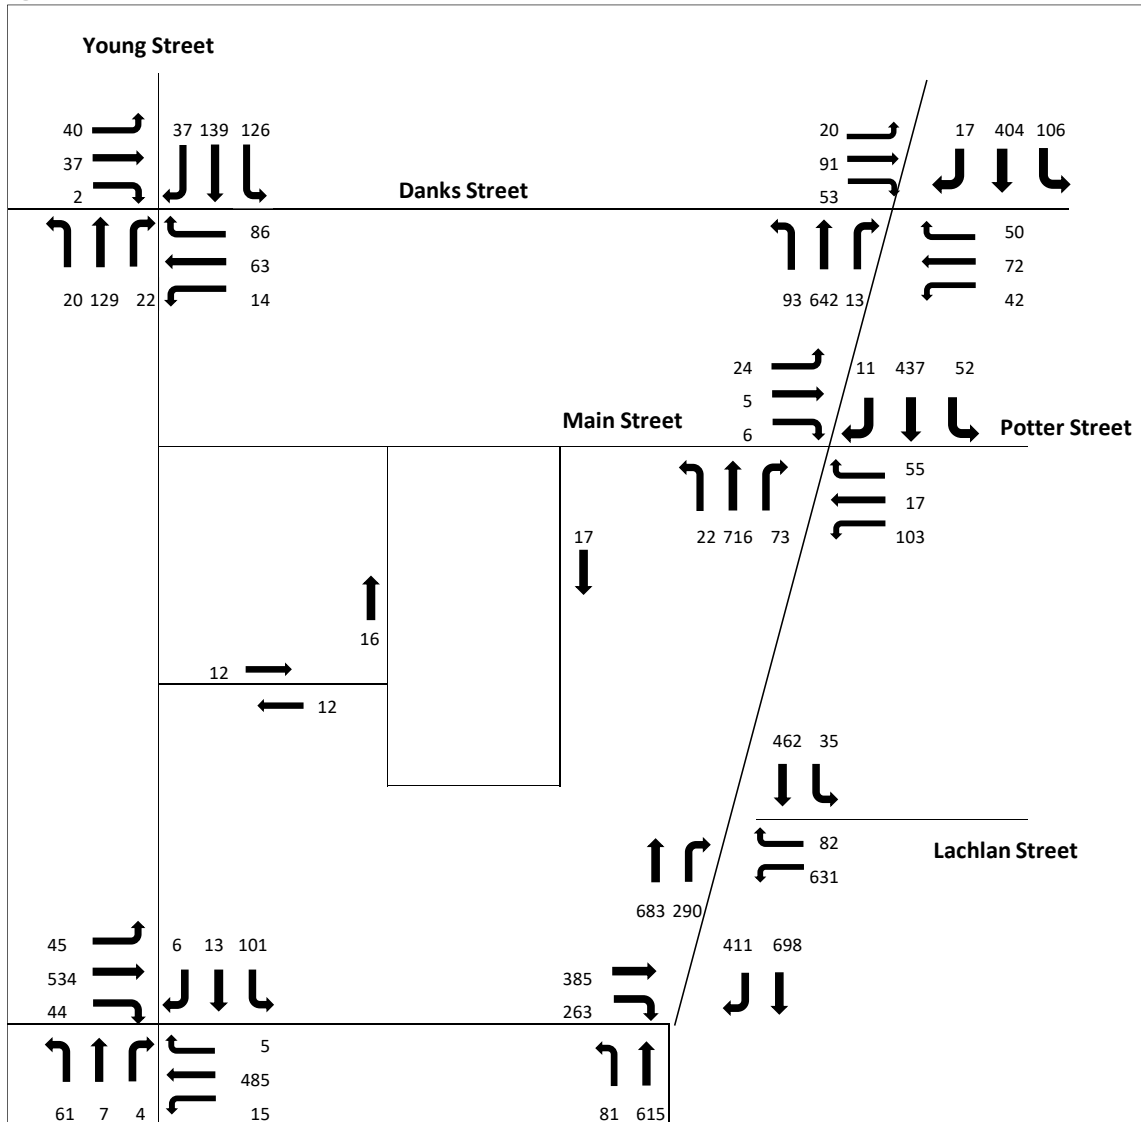 Young Street
40 37 139 126 20 17 404 106
37 91
2 Danks Street 53
86 50
63 72
20 129 22 14 93 642 13 42
24 11 437 52
5
Main Street 6 Potter Street
55
17
22 716 73 103
17
16
12
12
462 35
82
631 Lachlan Street
683 290
45 6 13 101 411 698
534 385
44 263
5
485
61 7 4 15 81 615